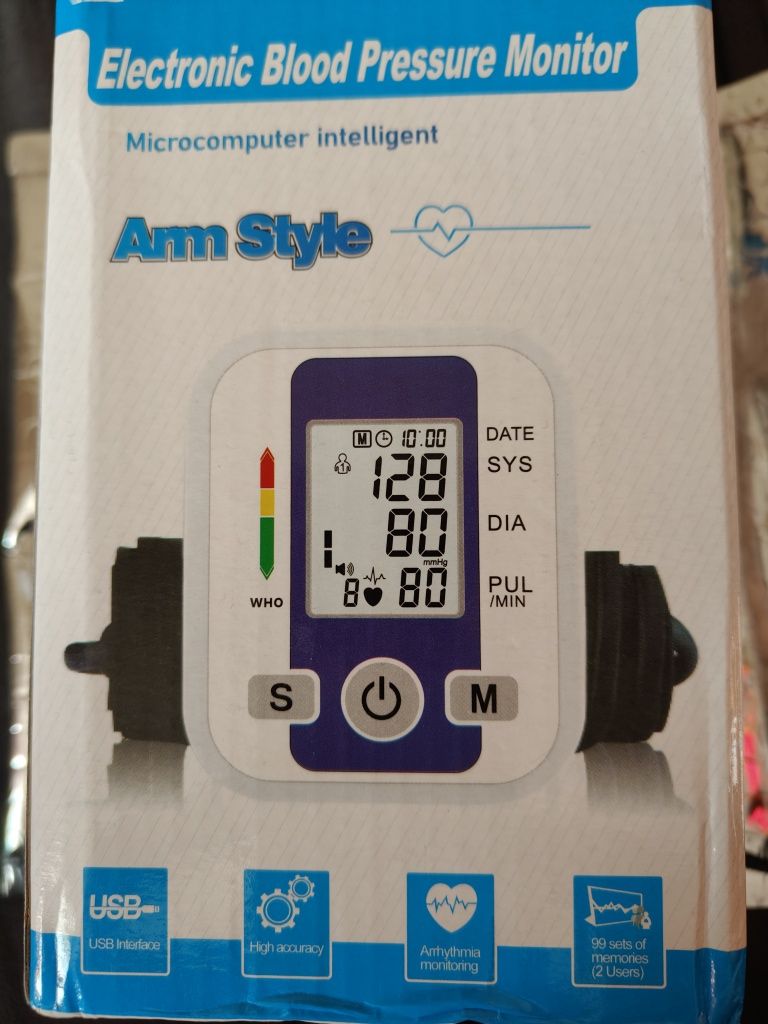 Electronic Blood Pressure Monitor
Microcomputer intelligent
Arm Style
M 10:00 DATE
1 128 SYS
80 DIA
mmHg
8 80 PUL
/MIN
WHO
S M
USB
USB Interface
High accuracy
Arrhythmia
monitoring
99 sets of
memories
(2 Users)